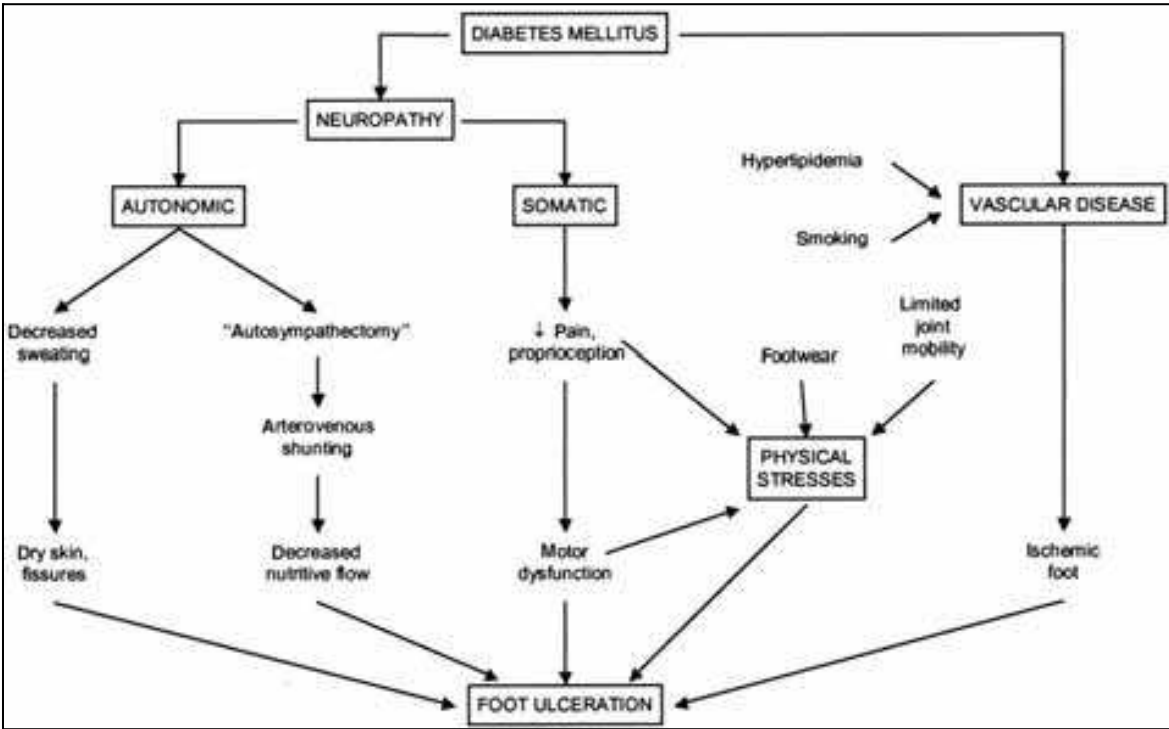 DIABETES MELLITUS
NEUROPATHY
Hyperlipidemia
AUTONOMIC
SOMATIC
VASCULAR DISEASE
Smoking
Limited
joint
mobility
Decreased
sweating
"Autosympathectomy"
↓ Pain,
proprioception
Footwear
Arterovenous
shunting
PHYSICAL
STRESSES
Dry skin,
fissures
Decreased
nutritive flow
Motor
dysfunction
Ischemic
foot
FOOT ULCERATION